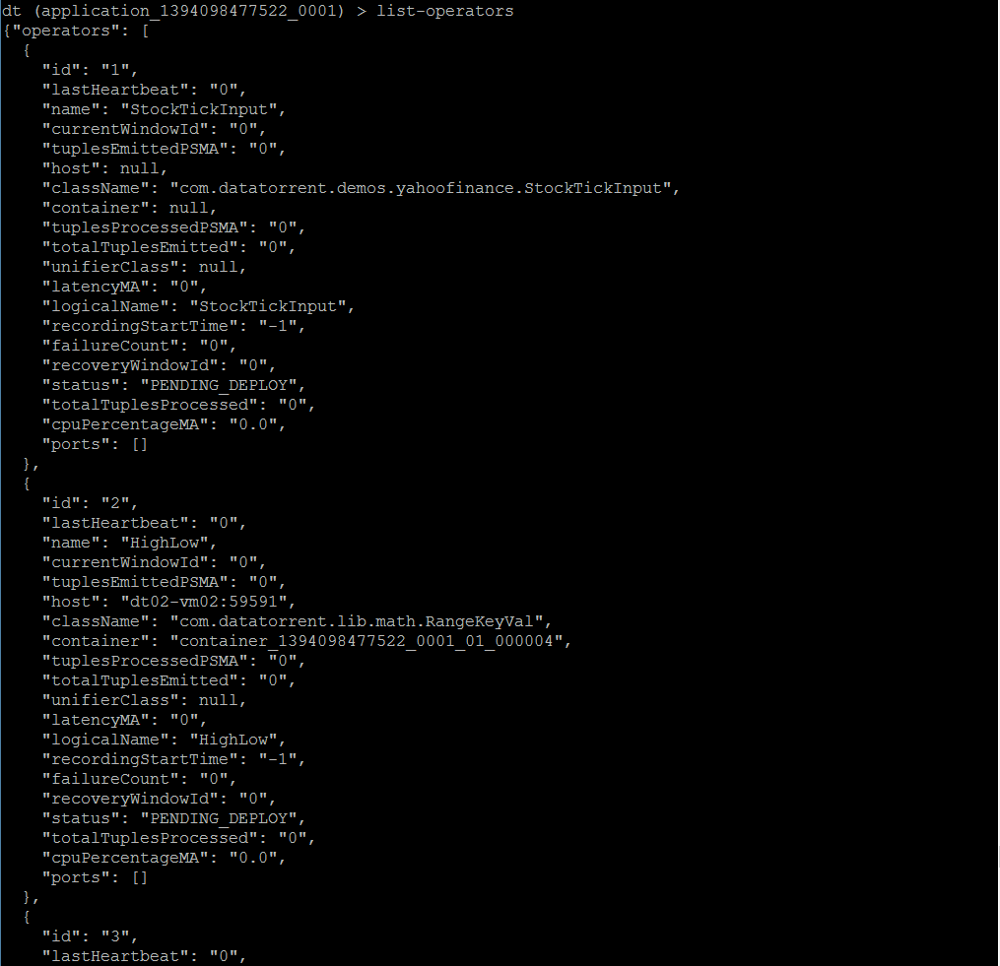 dt (application_1394098477522_0001) > list-operators
{"operators": [
  {
    "id": "1",
    "lastHeartbeat": "0",
    "name": "StockTickInput",
    "currentWindowId": "0",
    "tuplesEmittedPSMA": "0",
    "host": null,
    "className": "com.datatorrent.demos.yahoofinance.StockTickInput",
    "container": null,
    "tuplesProcessedPSMA": "0",
    "totalTuplesEmitted": "0",
    "unifierClass": null,
    "latencyMA": "0",
    "logicalName": "StockTickInput",
    "recordingStartTime": "-1",
    "failureCount": "0",
    "recoveryWindowId": "0",
    "status": "PENDING_DEPLOY",
    "totalTuplesProcessed": "0",
    "cpuPercentageMA": "0.0",
    "ports": []
  },
  {
    "id": "2",
    "lastHeartbeat": "0",
    "name": "HighLow",
    "currentWindowId": "0",
    "tuplesEmittedPSMA": "0",
    "host": "dt02-vm02:59591",
    "className": "com.datatorrent.lib.math.RangeKeyVal",
    "container": "container_1394098477522_0001_01_000004",
    "tuplesProcessedPSMA": "0",
    "totalTuplesEmitted": "0",
    "unifierClass": null,
    "latencyMA": "0",
    "logicalName": "HighLow",
    "recordingStartTime": "-1",
    "failureCount": "0",
    "recoveryWindowId": "0",
    "status": "PENDING_DEPLOY",
    "totalTuplesProcessed": "0",
    "cpuPercentageMA": "0.0",
    "ports": []
  },
  {
    "id": "3",
    "lastHeartbeat": "0",